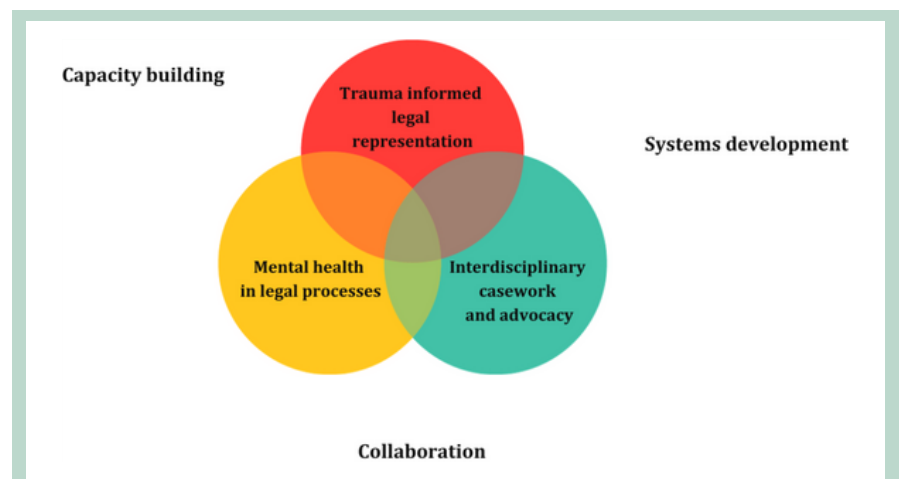 Capacity building
Trauma informed
legal
representation
Systems development
Mental health
in legal processes
Interdisciplinary
casework
and advocacy
Collaboration